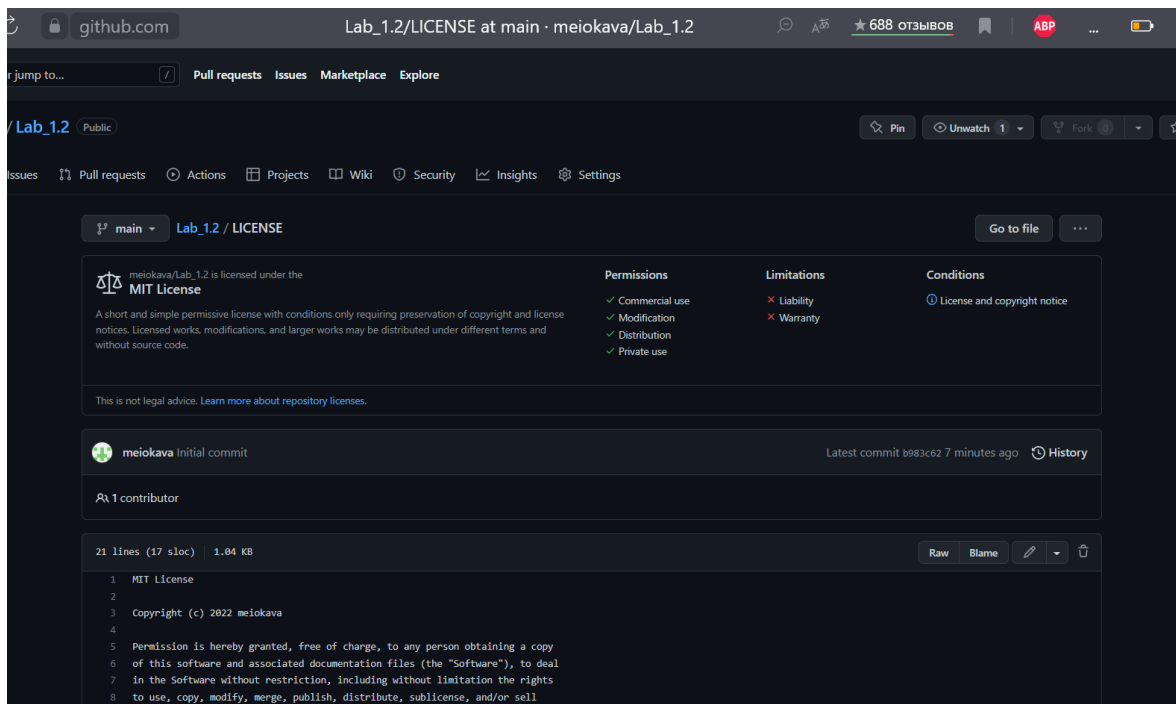 github.com Lab_1.2/LICENSE at main · meiokava/Lab_1.2 Aあ ★ 688 отзывов ABP ...
r jump to... / Pull requests Issues Marketplace Explore
/ Lab_1.2 Public Pin Unwatch 1 Fork 0
Issues Pull requests Actions Projects Wiki Security Insights Settings
main Lab_1.2 / LICENSE Go to file ...
meiokava/Lab_1.2 is licensed under the
MIT License
A short and simple permissive license with conditions only requiring preservation of copyright and license
notices. Licensed works, modifications, and larger works may be distributed under different terms and
without source code.
Permissions
Commercial use
Modification
Distribution
Private use
Limitations
Liability
Warranty
Conditions
License and copyright notice
This is not legal advice. Learn more about repository licenses.
meiokava Initial commit Latest commit b983c62 7 minutes ago History
1 contributor
21 lines (17 sloc) 1.04 KB Raw Blame
1 MIT License
2
3 Copyright (c) 2022 meiokava
4
5 Permission is hereby granted, free of charge, to any person obtaining a copy
6 of this software and associated documentation files (the "Software"), to deal
7 in the Software without restriction, including without limitation the rights
8 to use, copy, modify, merge, publish, distribute, sublicense, and/or sell